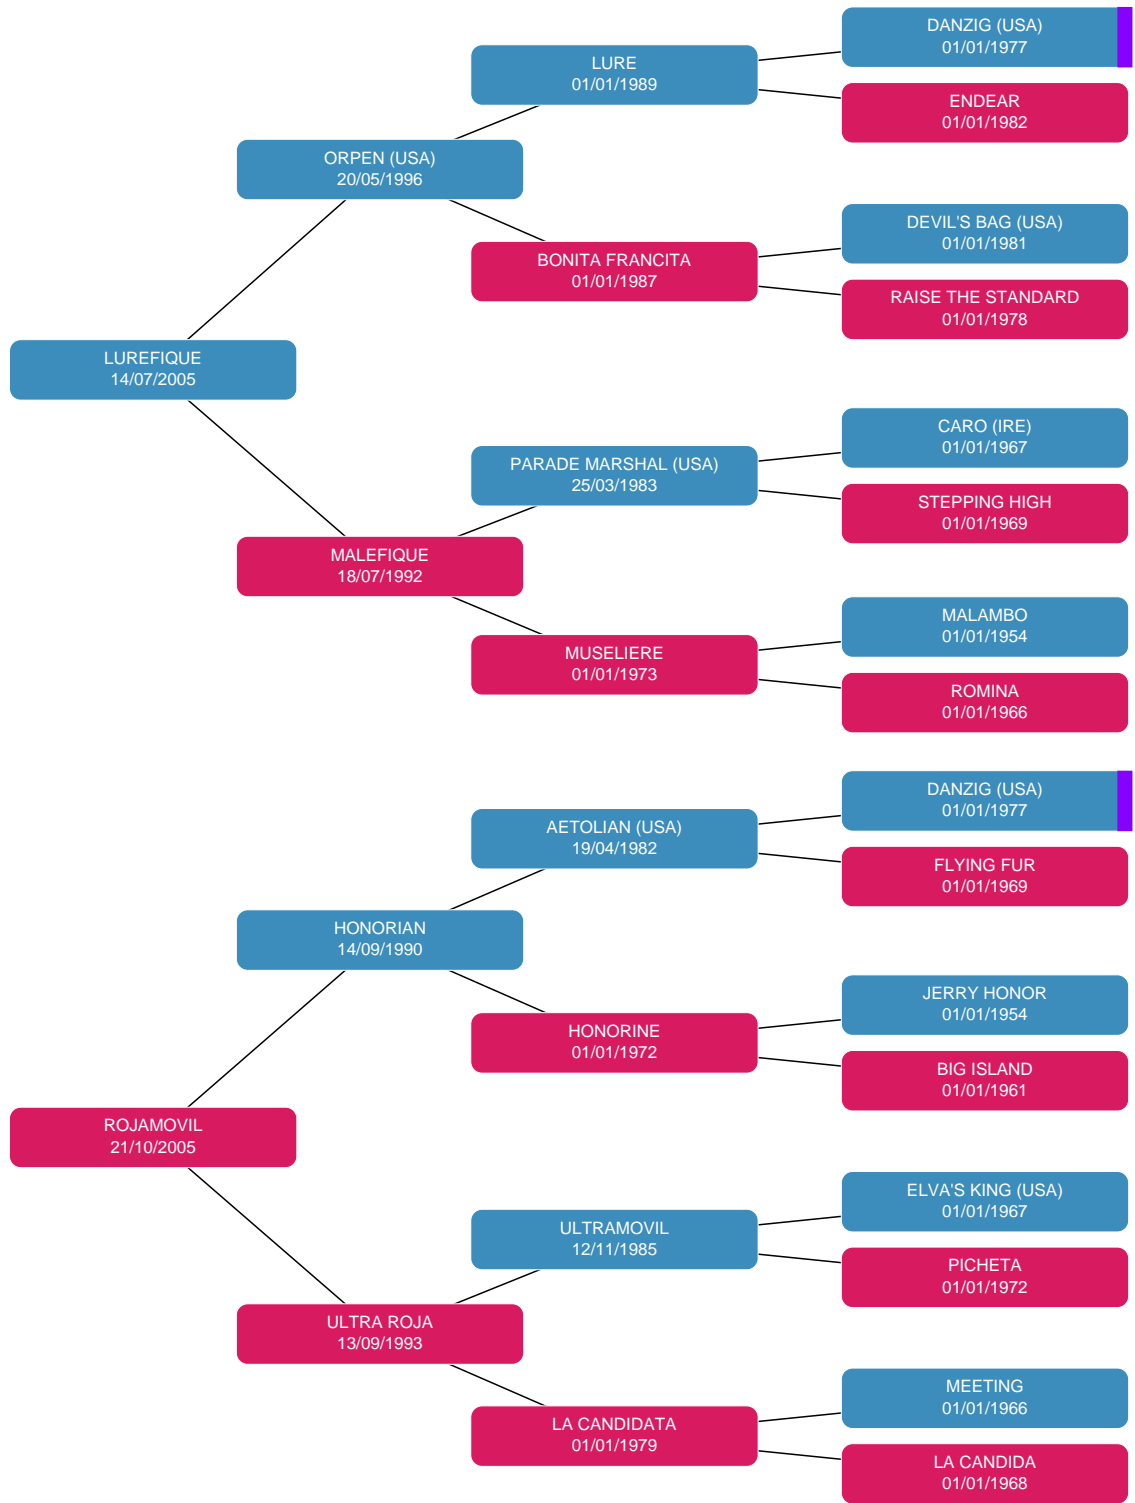 DANZIG (USA)
01/01/1977
LURE
01/01/1989
ENDEAR
01/01/1982
ORPEN (USA)
20/05/1996
DEVIL'S BAG (USA)
01/01/1981
BONITA FRANCITA
01/01/1987
RAISE THE STANDARD
01/01/1978
LUREFIQUE
14/07/2005
CARO (IRE)
01/01/1967
PARADE MARSHAL (USA)
25/03/1983
STEPPING HIGH
01/01/1969
MALEFIQUE
18/07/1992
MALAMBO
01/01/1954
MUSELIERE
01/01/1973
ROMINA
01/01/1966
DANZIG (USA)
01/01/1977
AETOLIAN (USA)
19/04/1982
FLYING FUR
01/01/1969
HONORIAN
14/09/1990
JERRY HONOR
01/01/1954
HONORINE
01/01/1972
BIG ISLAND
01/01/1961
ROJAMOVIL
21/10/2005
ELVA'S KING (USA)
01/01/1967
ULTRAMOVIL
12/11/1985
PICHETA
01/01/1972
ULTRA ROJA
13/09/1993
MEETING
01/01/1966
LA CANDIDATA
01/01/1979
LA CANDIDA
01/01/1968